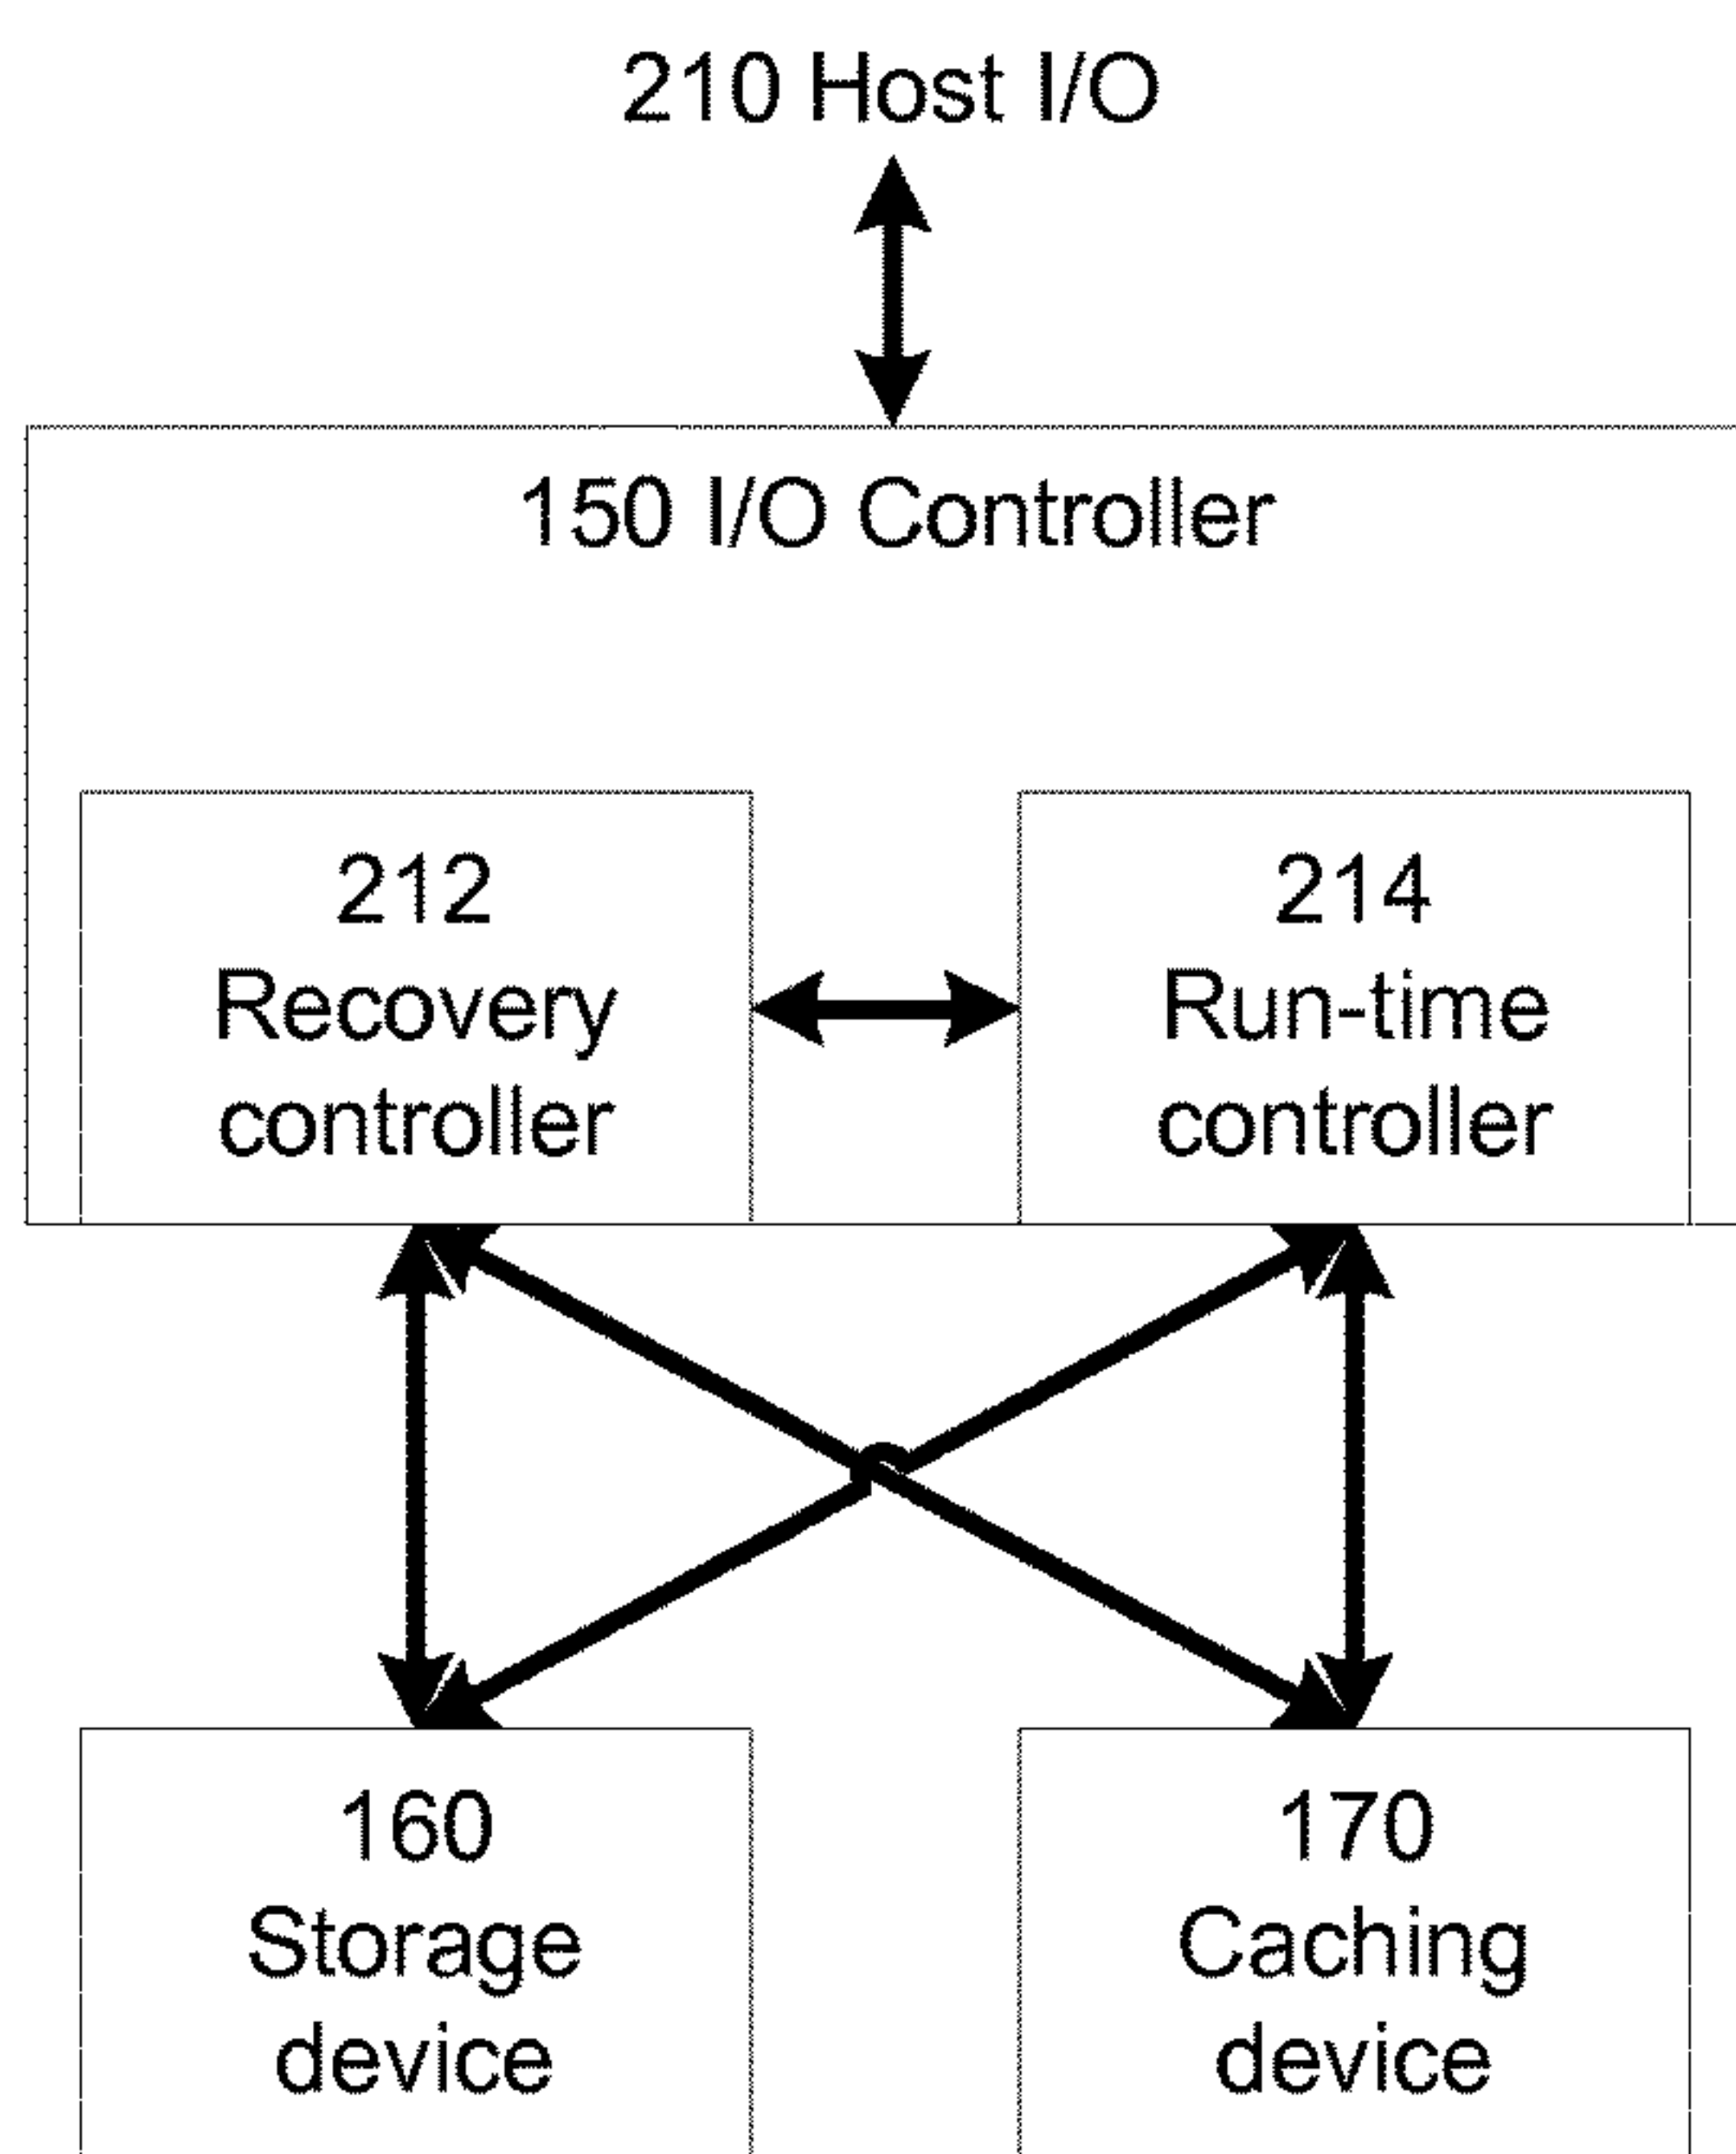 210 Host I/O
150 I/O Controller
212
Recovery
controller
214
Run-time
controller
160
Storage
device
170
Caching
device